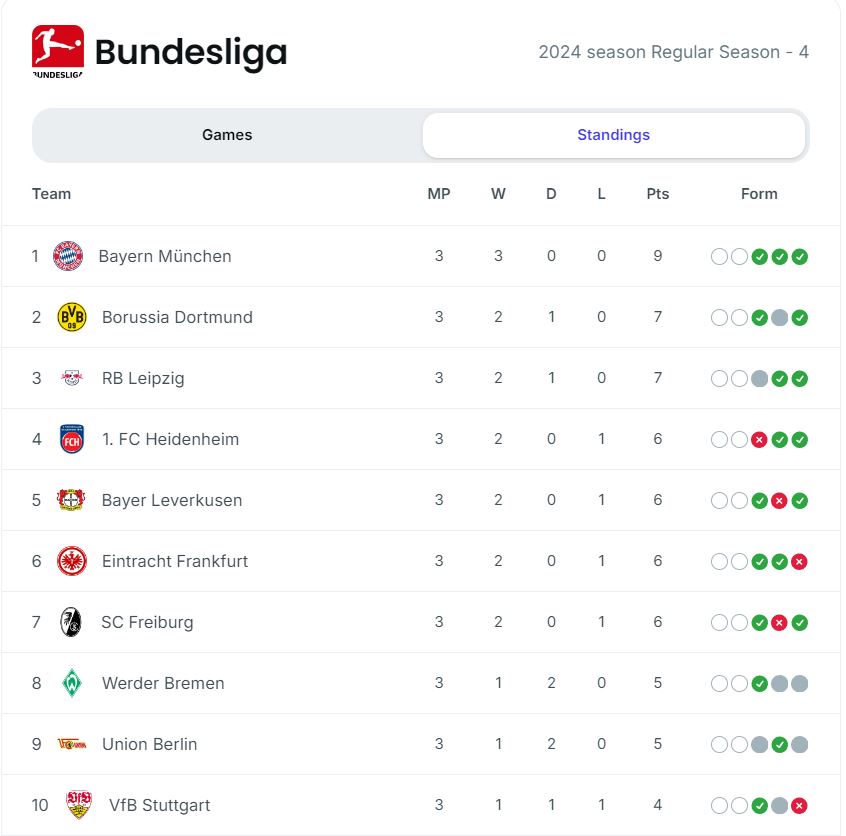 Bundesliga
2024 season Regular Season - 4
BUNDESLIGA
Games Standings
Team MP W D L Pts Form
1 Bayern München 3 3 0 0 9
2 BVB 09 Borussia Dortmund 3 2 1 0 7
3 RB Leipzig 3 2 1 0 7
4 FCH 1. FC Heidenheim 3 2 0 1 6
5 Bayer Leverkusen 3 2 0 1 6
6 Eintracht Frankfurt 3 2 0 1 6
7 SC Freiburg 3 2 0 1 6
8 W Werder Bremen 3 1 2 0 5
9 Union Berlin 3 1 2 0 5
10 VfB VfB Stuttgart 3 1 1 1 4